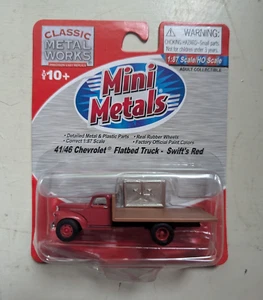 CLASSIC
METAL
WORKS
$10+
WARNING:
CHOKING HAZARD-Small parts.
Not for children under 3 years.
1:87 Scale/HO Scale
ADULT COLLECTIBLE
Mini
Metals
•Detailed Metal & Plastic Parts •Real Rubber Wheels
•Correct 1:87 Scale •Factory Official Paint Colors
41/46 Chevrolet® Flatbed Truck - Swift's Red